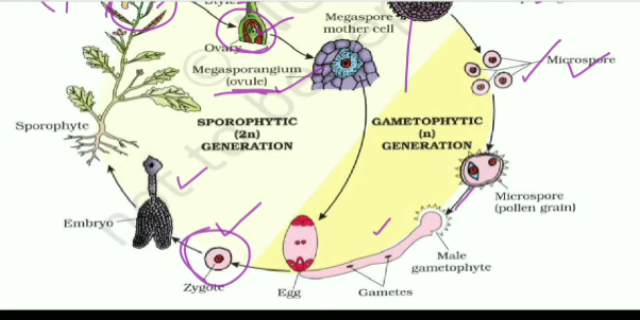 Style
Ovary
Megaspore
mother cell
Megasporangium
(ovule)
Microspore
SPOROPHYTIC
(2n)
GENERATION
GAMETOPHYTIC
(n)
GENERATION
Sporophyte
Microspore
(pollen grain)
Embryo
Male
gametophyte
Zygote
Egg
Gametes